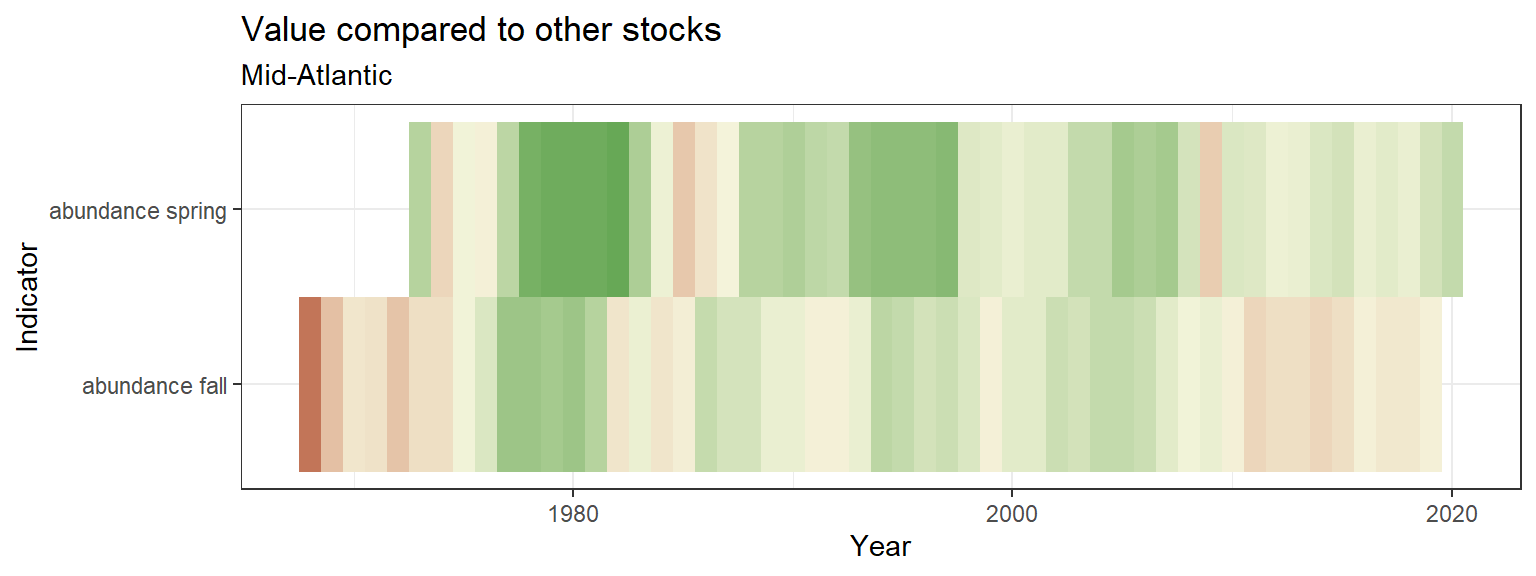 Value compared to other stocks
Mid-Atlantic
Indicator
abundance spring
abundance fall
1980 2000 2020
Year